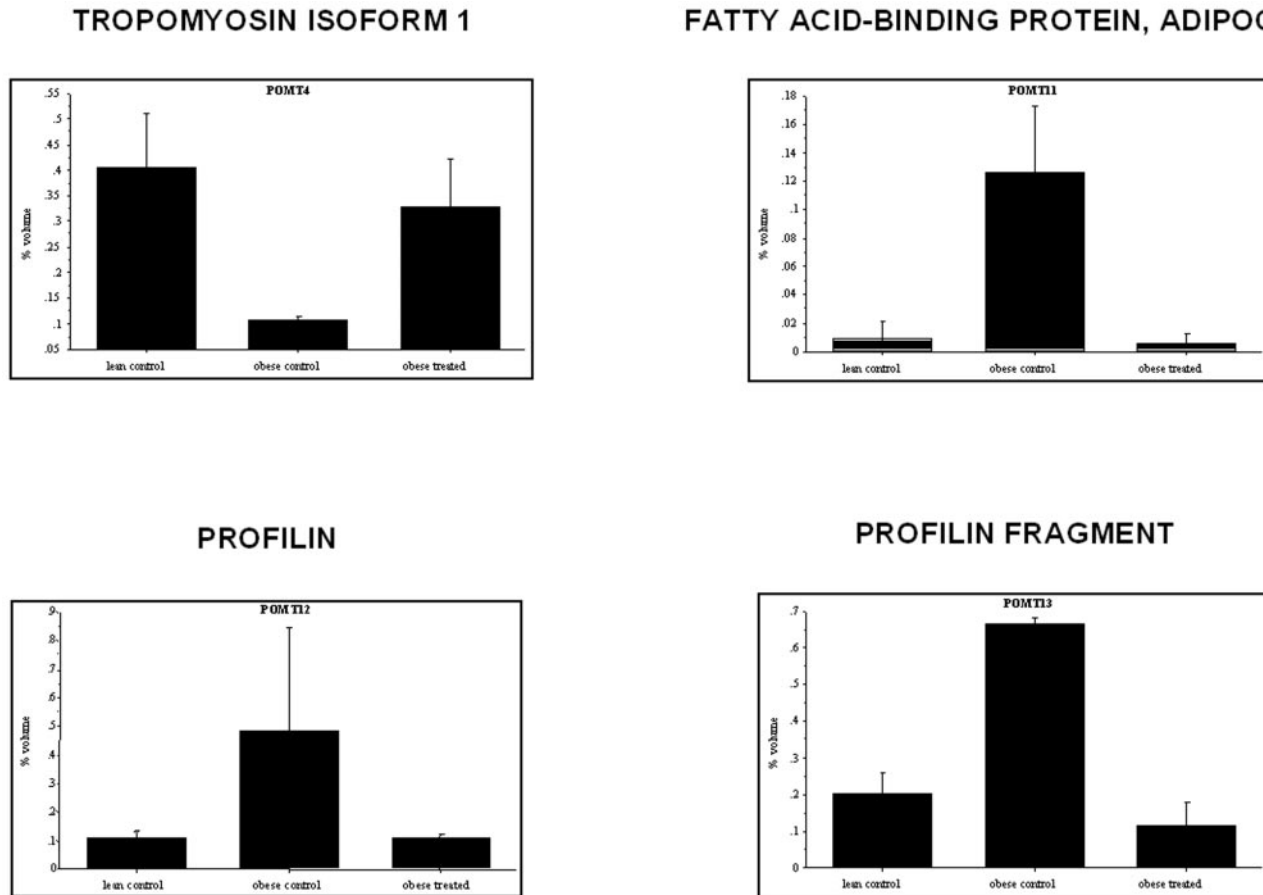 TROPOMYOSIN ISOFORM 1
POMT4
% volume
.55
.5
.45
.4
.35
.3
.25
.2
.15
.1
.05
lean control
obese control
obese treated
FATTY ACID-BINDING PROTEIN,
POMT11
% volume
.18
.16
.14
.12
.1
.08
.06
.04
.02
0
lean control
obese control
obese treated
PROFILIN
POMT12
% volume
.9
.8
.7
.6
.5
.4
.3
.2
.1
0
lean control
obese control
obese treated
PROFILIN FRAGMENT
POMT13
% volume
.7
.6
.5
.4
.3
.2
.1
0
lean control
obese control
obese treated